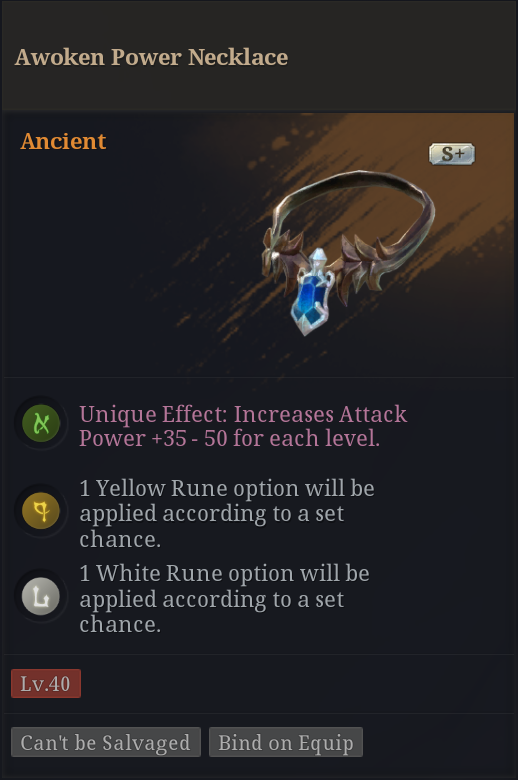 Awoken Power Necklace
Ancient
S+
Unique Effect: Increases Attack
Power +35 - 50 for each level.
1 Yellow Rune option will be
applied according to a set
chance.
1 White Rune option will be
applied according to a set
chance.
Lv.40
Can't be Salvaged
Bind on Equip